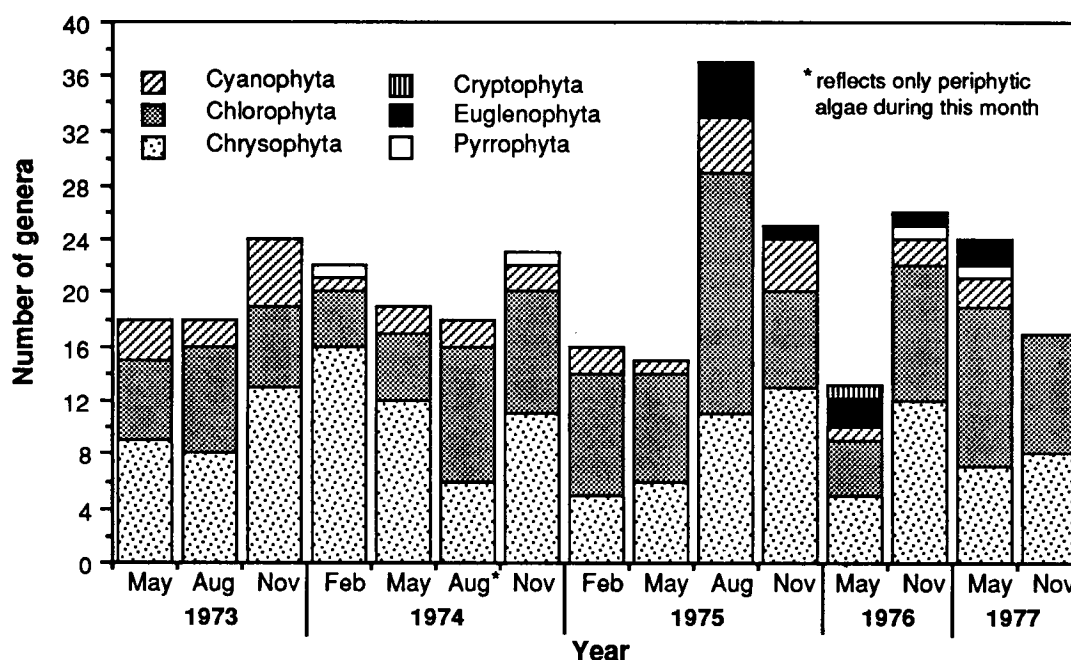 Number of genera
40
36
32
28
24
20
16
12
8
4
0
Cyanophyta
Chlorophyta
Chrysophyta
Cryptophyta
Euglenophyta
Pyrrophyta
* reflects only periphytic
algae during this month
May Aug Nov Feb May Aug* Nov Feb May Aug Nov May Nov May Nov
1973 1974 1975 1976 1977
Year